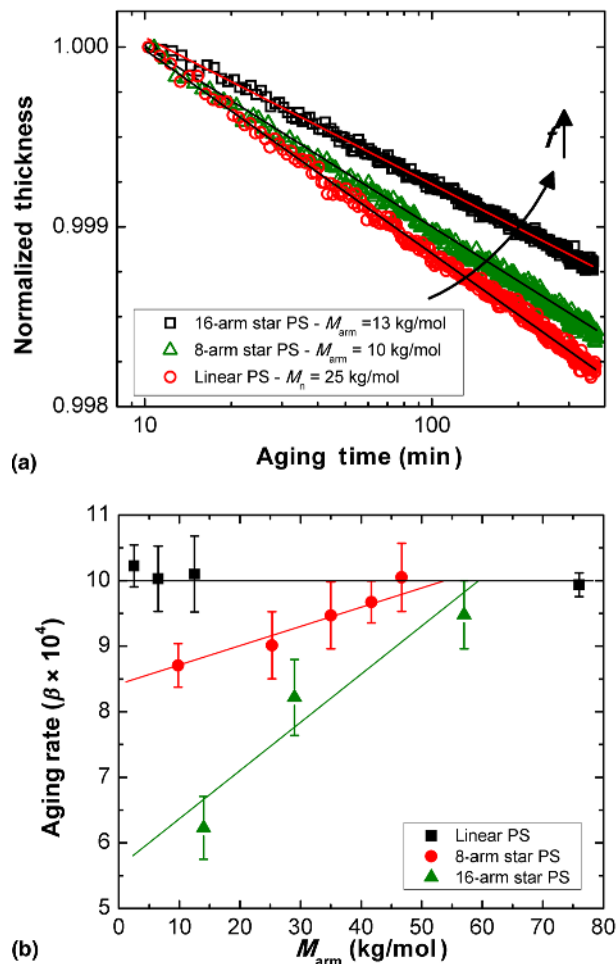 1.000
0.999
0.998
Normalized thickness
f
16-arm star PS - Marm =13 kg/mol
8-arm star PS - Marm = 10 kg/mol
Linear PS - Mn = 25 kg/mol
10
100
Aging time (min)
(a)
11
10
9
8
7
6
5
Aging rate (β × 10⁴)
Linear PS
8-arm star PS
16-arm star PS
0 10 20 30 40 50 60 70 80
Marm (kg/mol)
(b)